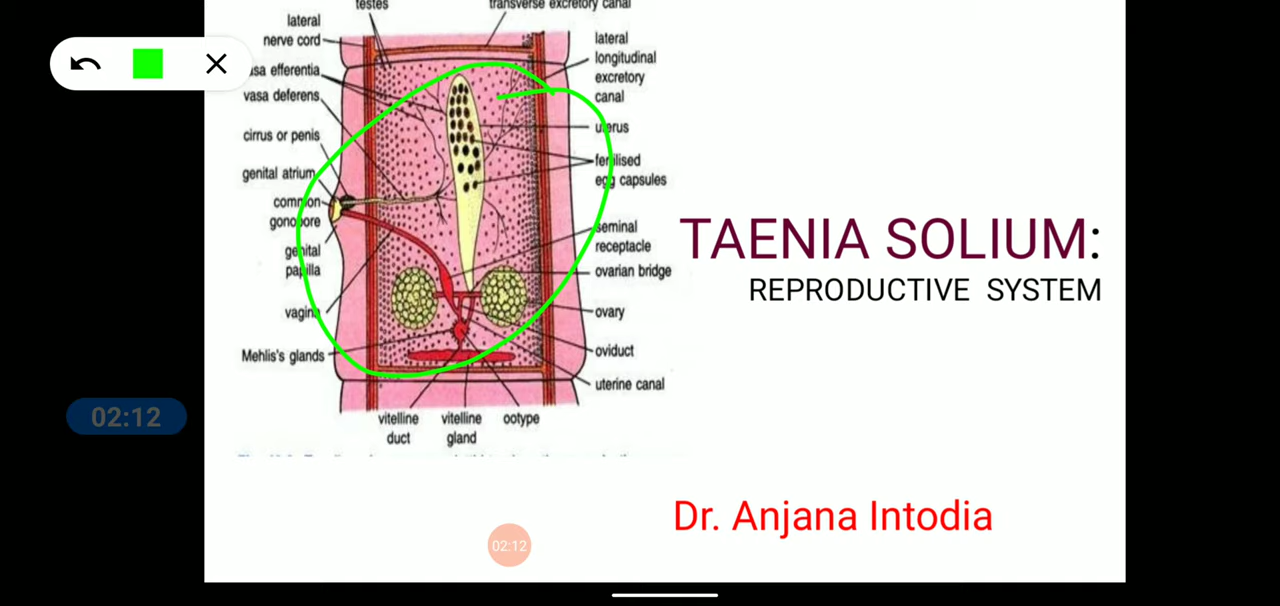 testes
transverse excretory canal
lateral
nerve cord
vasa efferentia
vasa deferens
cirrus or penis
genital atrium
common
gonopore
genital
papilla
vagina
Mehlis's glands
vitelline
duct
vitelline
gland
ootype
lateral
longitudinal
excretory
canal
uterus
fertilised
egg capsules
seminal
receptacle
ovarian bridge
ovary
oviduct
uterine canal
TAENIA SOLIUM:
REPRODUCTIVE SYSTEM
Dr. Anjana Intodia
02:12
02:12